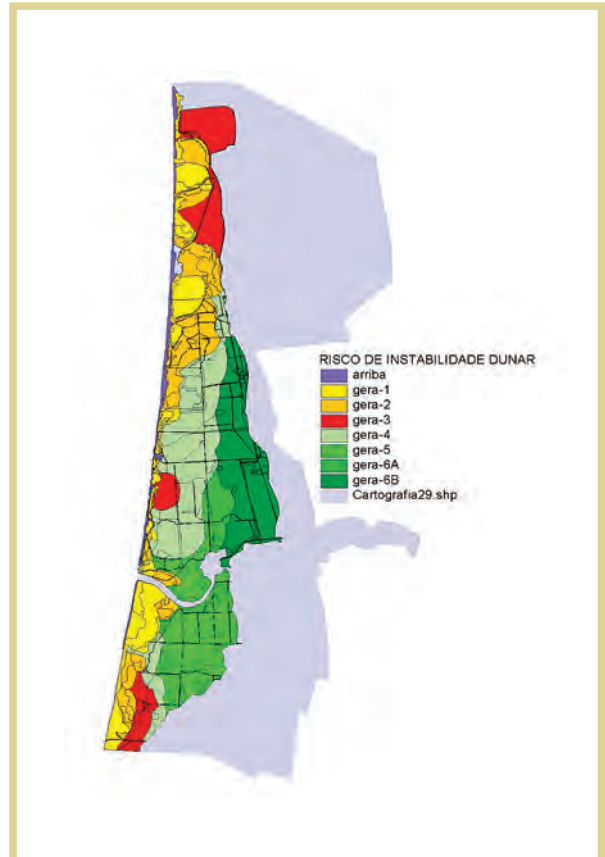 RISCO DE INSTABILIDADE DUNAR
arriba
gera-1
gera-2
gera-3
gera-4
gera-5
gera-6A
gera-6B
Cartografia29.shp